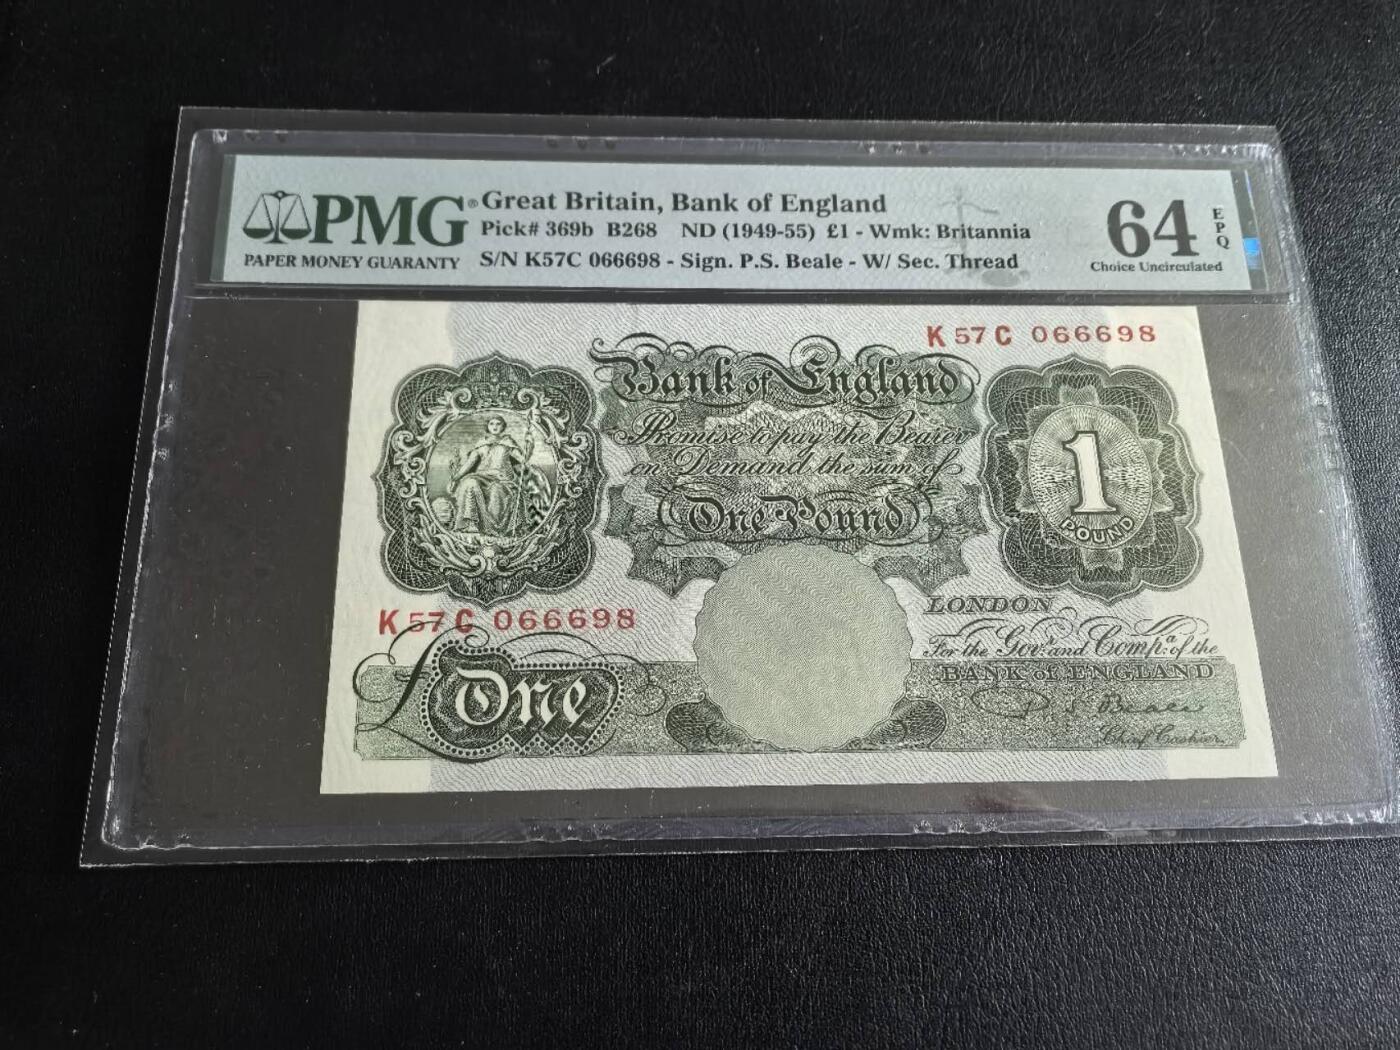 PMG®
PAPER MONEY GUARANTY
Great Britain, Bank of England
Pick# 369b B268 ND (1949-55) £1 - Wmk: Britannia
S/N K57C 066698 - Sign. P.S. Beale - W/ Sec. Thread
64
EPQ
Choice Uncirculated
K57C 066698
Bank of England
Promise to pay the Bearer
on Demand the sum of
One Pound
1
POUND
K57C 066698
£One
LONDON
For the Govr. and Compa. of the
BANK of ENGLAND
P. S. Beale
Chief Cashier